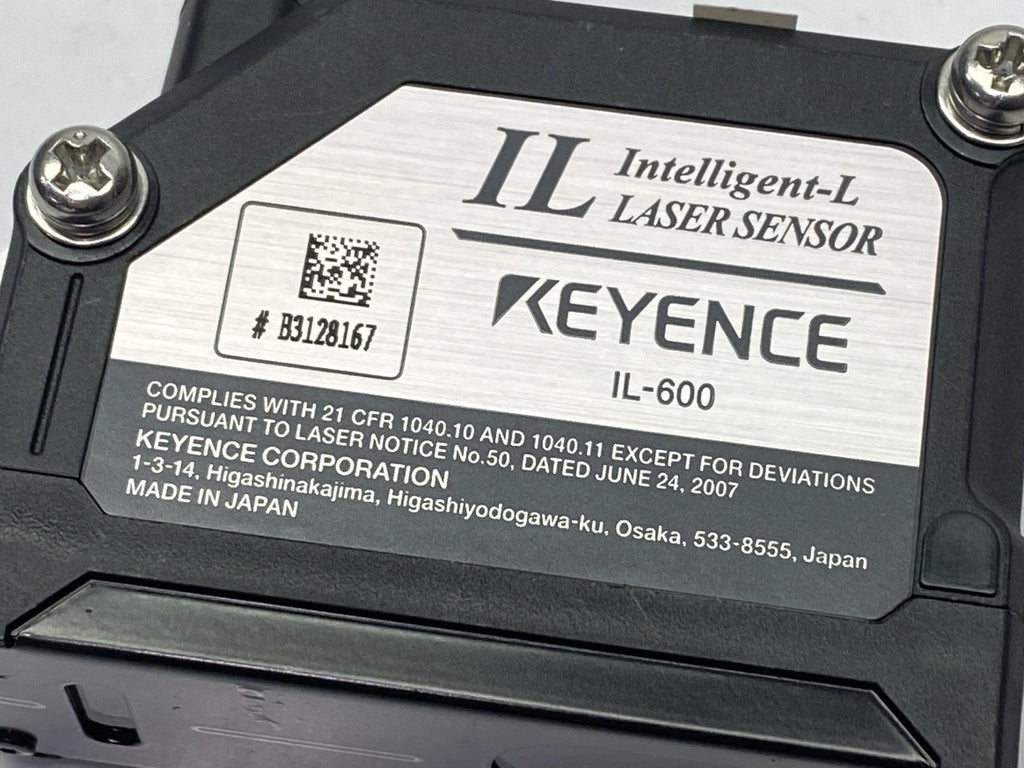 IL Intelligent-L
LASER SENSOR
KEYENCE
IL-600
# B3128167
COMPLIES WITH 21 CFR 1040.10 AND 1040.11 EXCEPT FOR DEVIATIONS
PURSUANT TO LASER NOTICE No.50, DATED JUNE 24, 2007
KEYENCE CORPORATION
1-3-14, Higashinakajima, Higashiyodogawa-ku, Osaka, 533-8555, Japan
MADE IN JAPAN